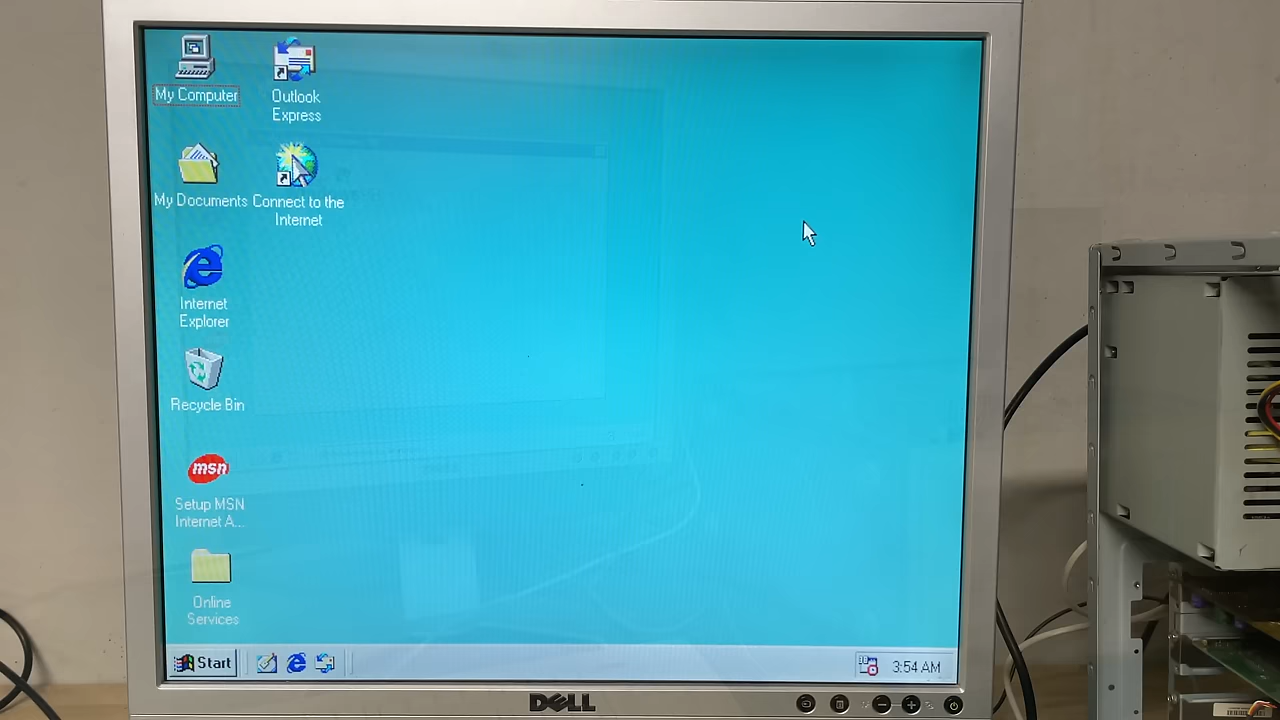 My Computer
Outlook
Express
My Documents
Connect to the
Internet
Internet
Explorer
Recycle Bin
msn
Setup MSN
Internet A...
Online
Services
Start
3:54 AM
DELL